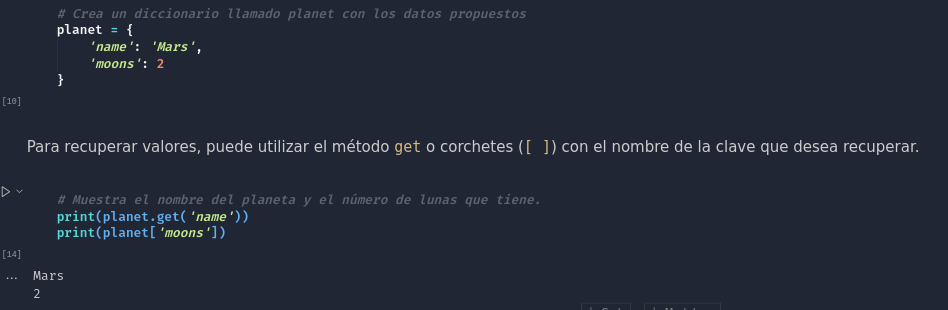 # Crea un diccionario llamado planet con los datos propuestos
planet = {
    'name': 'Mars',
    'moons': 2
}
[10]
Para recuperar valores, puede utilizar el método get o corchetes ([ ]) con el nombre de la clave que desea recuperar.
# Muestra el nombre del planeta y el número de lunas que tiene.
print(planet.get('name'))
print(planet['moons'])
[14]
... Mars
2